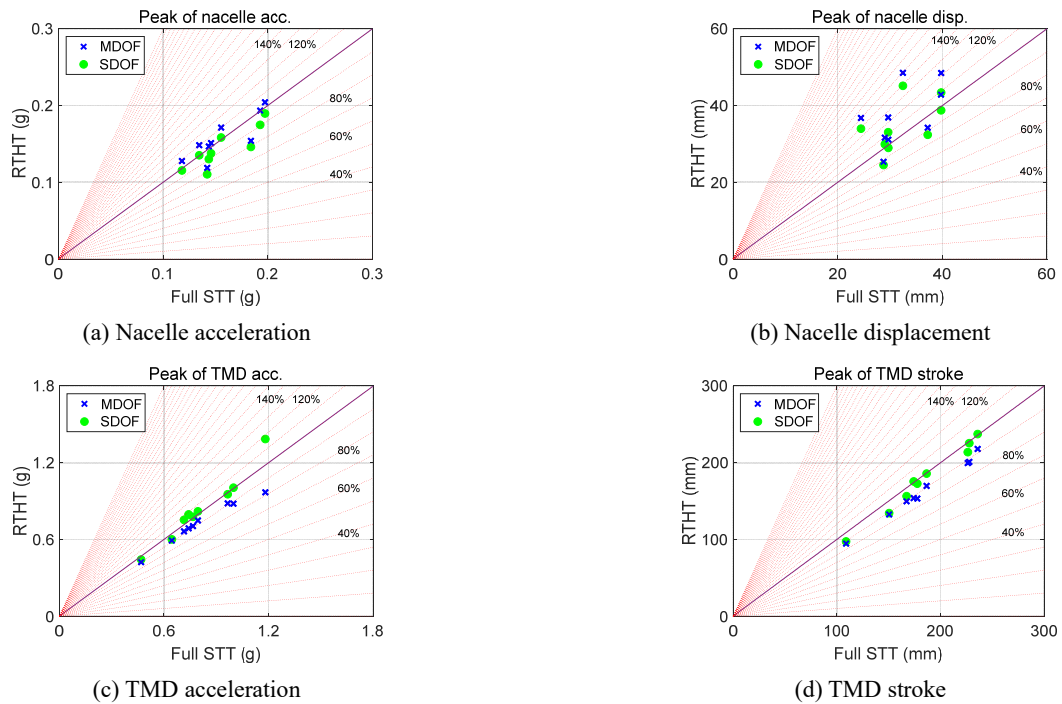 Peak of nacelle acc.
0.3
140% 120%
MDOF
SDOF
0.2
80%
RTHT (g)
60%
0.1
40%
0
0 0.1 0.2 0.3
Full STT (g)
(a) Nacelle acceleration
Peak of nacelle disp.
60
140% 120%
MDOF
SDOF
80%
40
RTHT (mm)
60%
20
40%
0
0 20 40 60
Full STT (mm)
(b) Nacelle displacement
Peak of TMD acc.
1.8
140% 120%
MDOF
SDOF
80%
1.2
RTHT (g)
60%
0.6
40%
0
0 0.6 1.2 1.8
Full STT (g)
(c) TMD acceleration
Peak of TMD stroke
300
140% 120%
MDOF
SDOF
80%
200
RTHT (mm)
60%
100
40%
0
0 100 200 300
Full STT (mm)
(d) TMD stroke